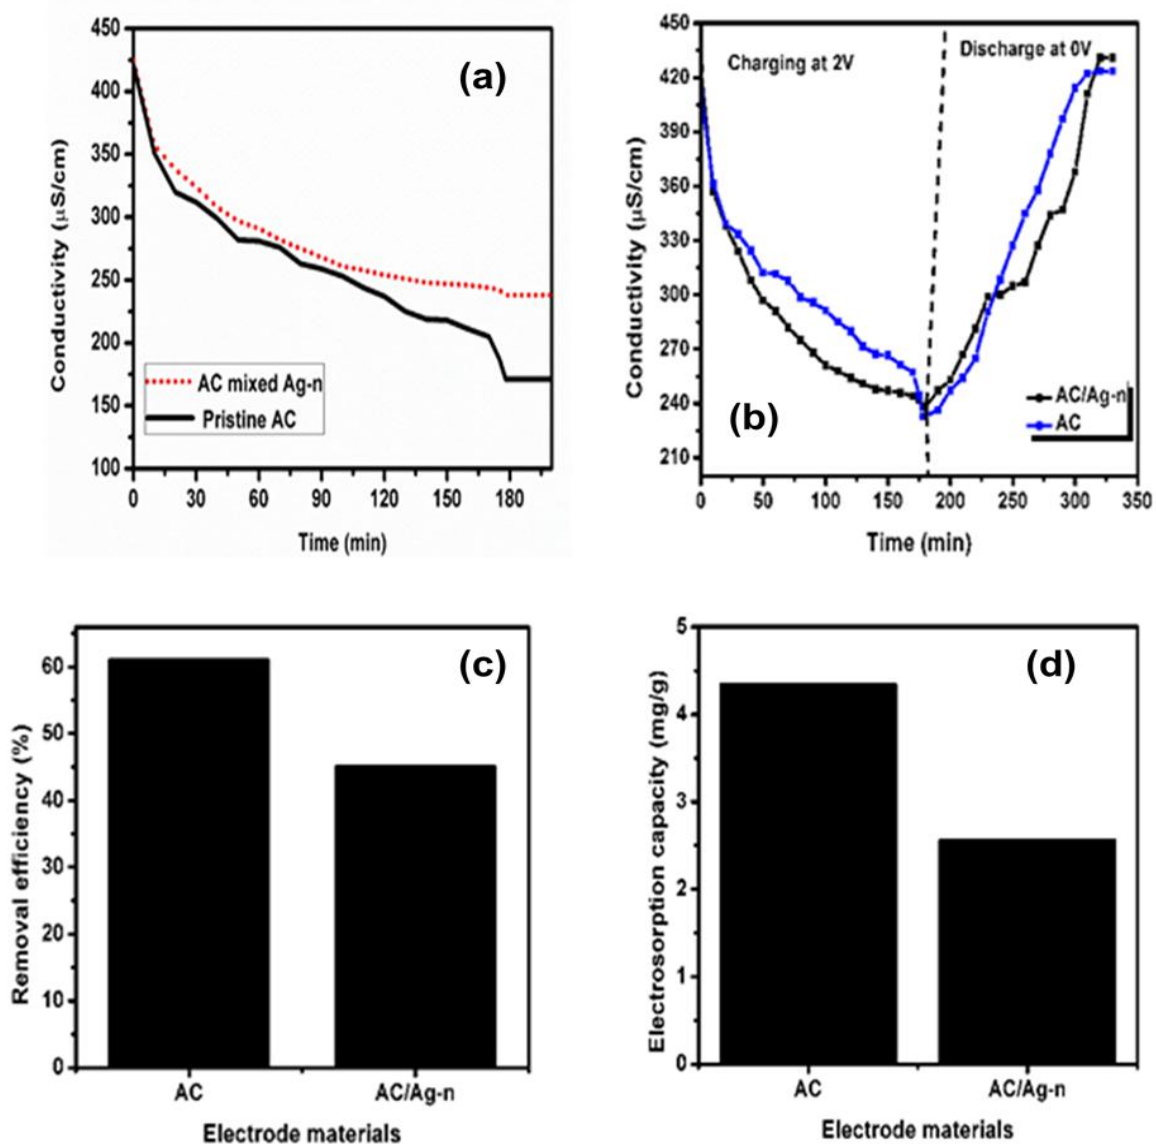 (a)
Conductivity (µS/cm)
450
400
350
300
250
200
150
100
AC mixed Ag-n
Pristine AC
0 30 60 90 120 150 180
Time (min)
(b)
Conductivity (µS/cm)
450
420
390
360
330
300
270
240
210
Charging at 2V
Discharge at 0V
AC/Ag-n
AC
0 50 100 150 200 250 300 350
Time (min)
(c)
Removal efficiency (%)
60
50
40
30
20
10
0
AC AC/Ag-n
Electrode materials
(d)
Electrosorption capacity (mg/g)
5
4
3
2
1
0
AC AC/Ag-n
Electrode materials